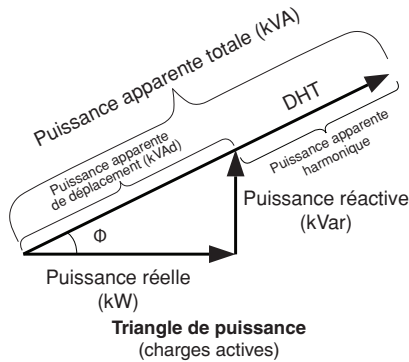 Puissance apparente totale (kVA)
DHT
Puissance apparente
de déplacement (kVAd)
Puissance apparente
harmonique
Φ
Puissance réactive
(kVar)
Puissance réelle
(kW)
Triangle de puissance
(charges actives)